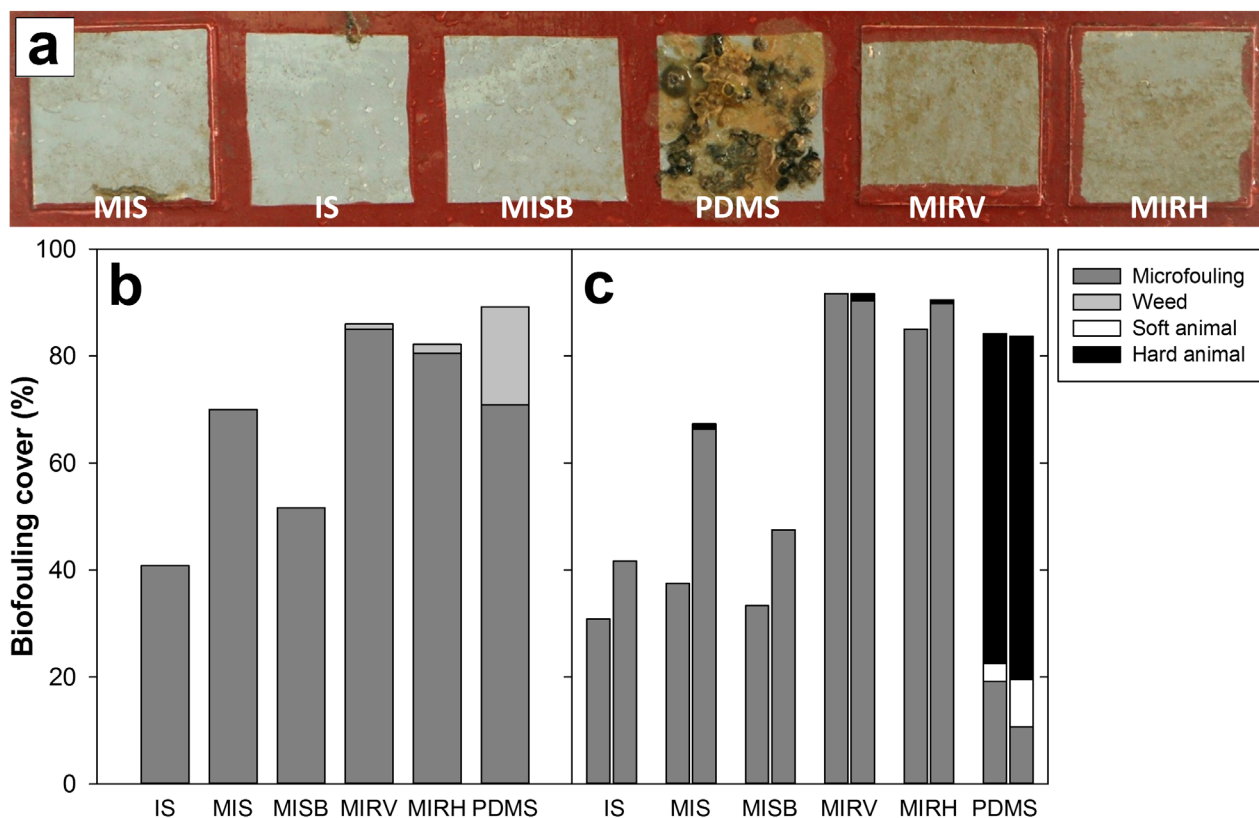 a
MIS IS MISB PDMS MIRV MIRH
Biofouling cover (%)
100
80
60
40
20
0
b
IS MIS MISB MIRV MIRH PDMS
c
IS MIS MISB MIRV MIRH PDMS
Microfouling
Weed
Soft animal
Hard animal